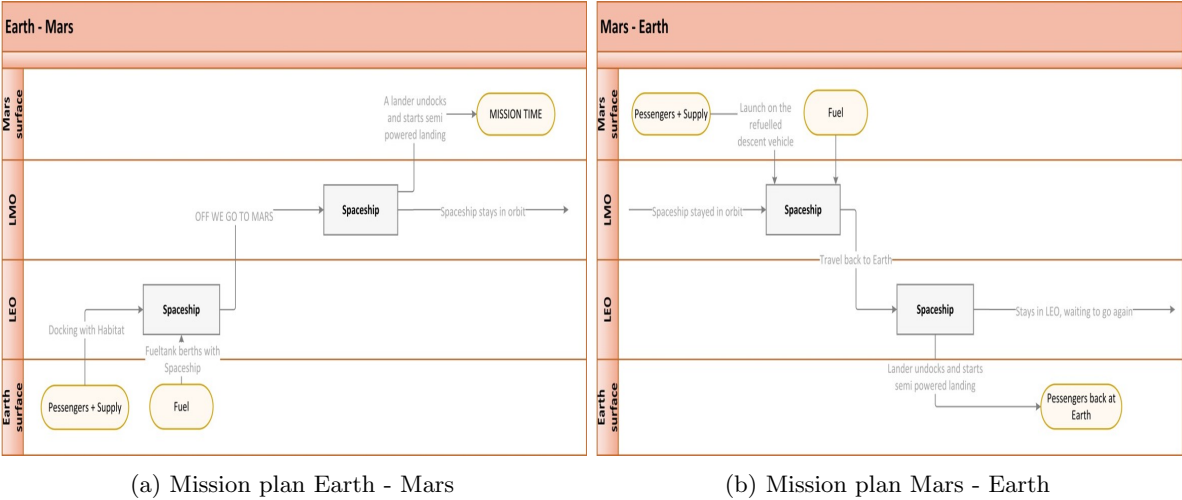 Earth - Mars
Mars
surface
A lander undocks
and starts semi
powered landing
MISSION TIME
LMO
OFF WE GO TO MARS
Spaceship
Spaceship stays in orbit
LEO
Docking with Habitat
Spaceship
Fueltank berths with
Spaceship
Earth
surface
Pessengers + Supply
Fuel
(a) Mission plan Earth - Mars
Mars - Earth
Mars
surface
Pessengers + Supply
Launch on the
refuelled
descent vehicle
Fuel
LMO
Spaceship stayed in orbit
Spaceship
Travel back to Earth
LEO
Spaceship
Stays in LEO, waiting to go again
Earth
surface
Lander undocks and starts
semi powered landing
Pessengers back at
Earth
(b) Mission plan Mars - Earth